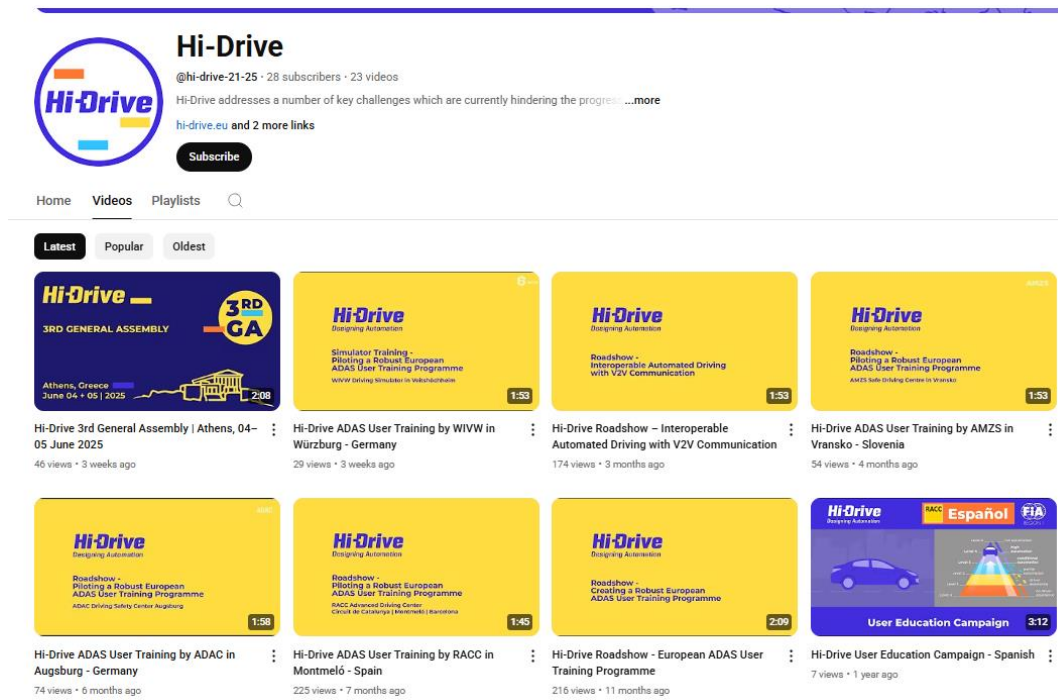 Hi-Drive
Hi-Drive
@hi-drive-21-25 · 28 subscribers · 23 videos
Hi-Drive addresses a number of key challenges which are currently hindering the progress ...more
hi-drive.eu and 2 more links
Subscribe
Home Videos Playlists
Latest Popular Oldest
Hi-Drive
3RD GENERAL ASSEMBLY
3RD GA
Athens, Greece
June 04 + 05 | 2025
2:08
Hi-Drive 3rd General Assembly | Athens, 04–
05 June 2025
46 views • 3 weeks ago
Hi-Drive
Designing Automation
Simulator Training -
Piloting a Robust European
ADAS User Training Programme
WIVW Driving Simulator in Veitshöchheim
1:53
Hi-Drive ADAS User Training by WIVW in
Würzburg - Germany
29 views • 3 weeks ago
Hi-Drive
Designing Automation
Roadshow -
Interoperable Automated Driving
with V2V Communication
1:53
Hi-Drive Roadshow – Interoperable
Automated Driving with V2V Communication
174 views • 3 months ago
AMZS
Hi-Drive
Designing Automation
Roadshow -
Piloting a Robust European
ADAS User Training Programme
AMZS Safe Driving Centre in Vransko
1:53
Hi-Drive ADAS User Training by AMZS in
Vransko - Slovenia
54 views • 4 months ago
ADAC
Hi-Drive
Designing Automation
Roadshow -
Piloting a Robust European
ADAS User Training Programme
ADAC Driving Safety Center Augsburg
1:58
Hi-Drive ADAS User Training by ADAC in
Augsburg - Germany
74 views • 6 months ago
Hi-Drive
Designing Automation
Roadshow -
Piloting a Robust European
ADAS User Training Programme
RACC Advanced Driving Center
Circuit de Catalunya | Montmeló | Barcelona
1:45
Hi-Drive ADAS User Training by RACC in
Montmeló - Spain
225 views • 7 months ago
Hi-Drive
Designing Automation
Roadshow -
Creating a Robust European
ADAS User Training Programme
2:09
Hi-Drive Roadshow - European ADAS User
Training Programme
216 views • 11 months ago
Hi-Drive
Designing Automation
RACC Español FIA
REGION I
User Education Campaign
3:12
Hi-Drive User Education Campaign - Spanish
7 views • 1 year ago